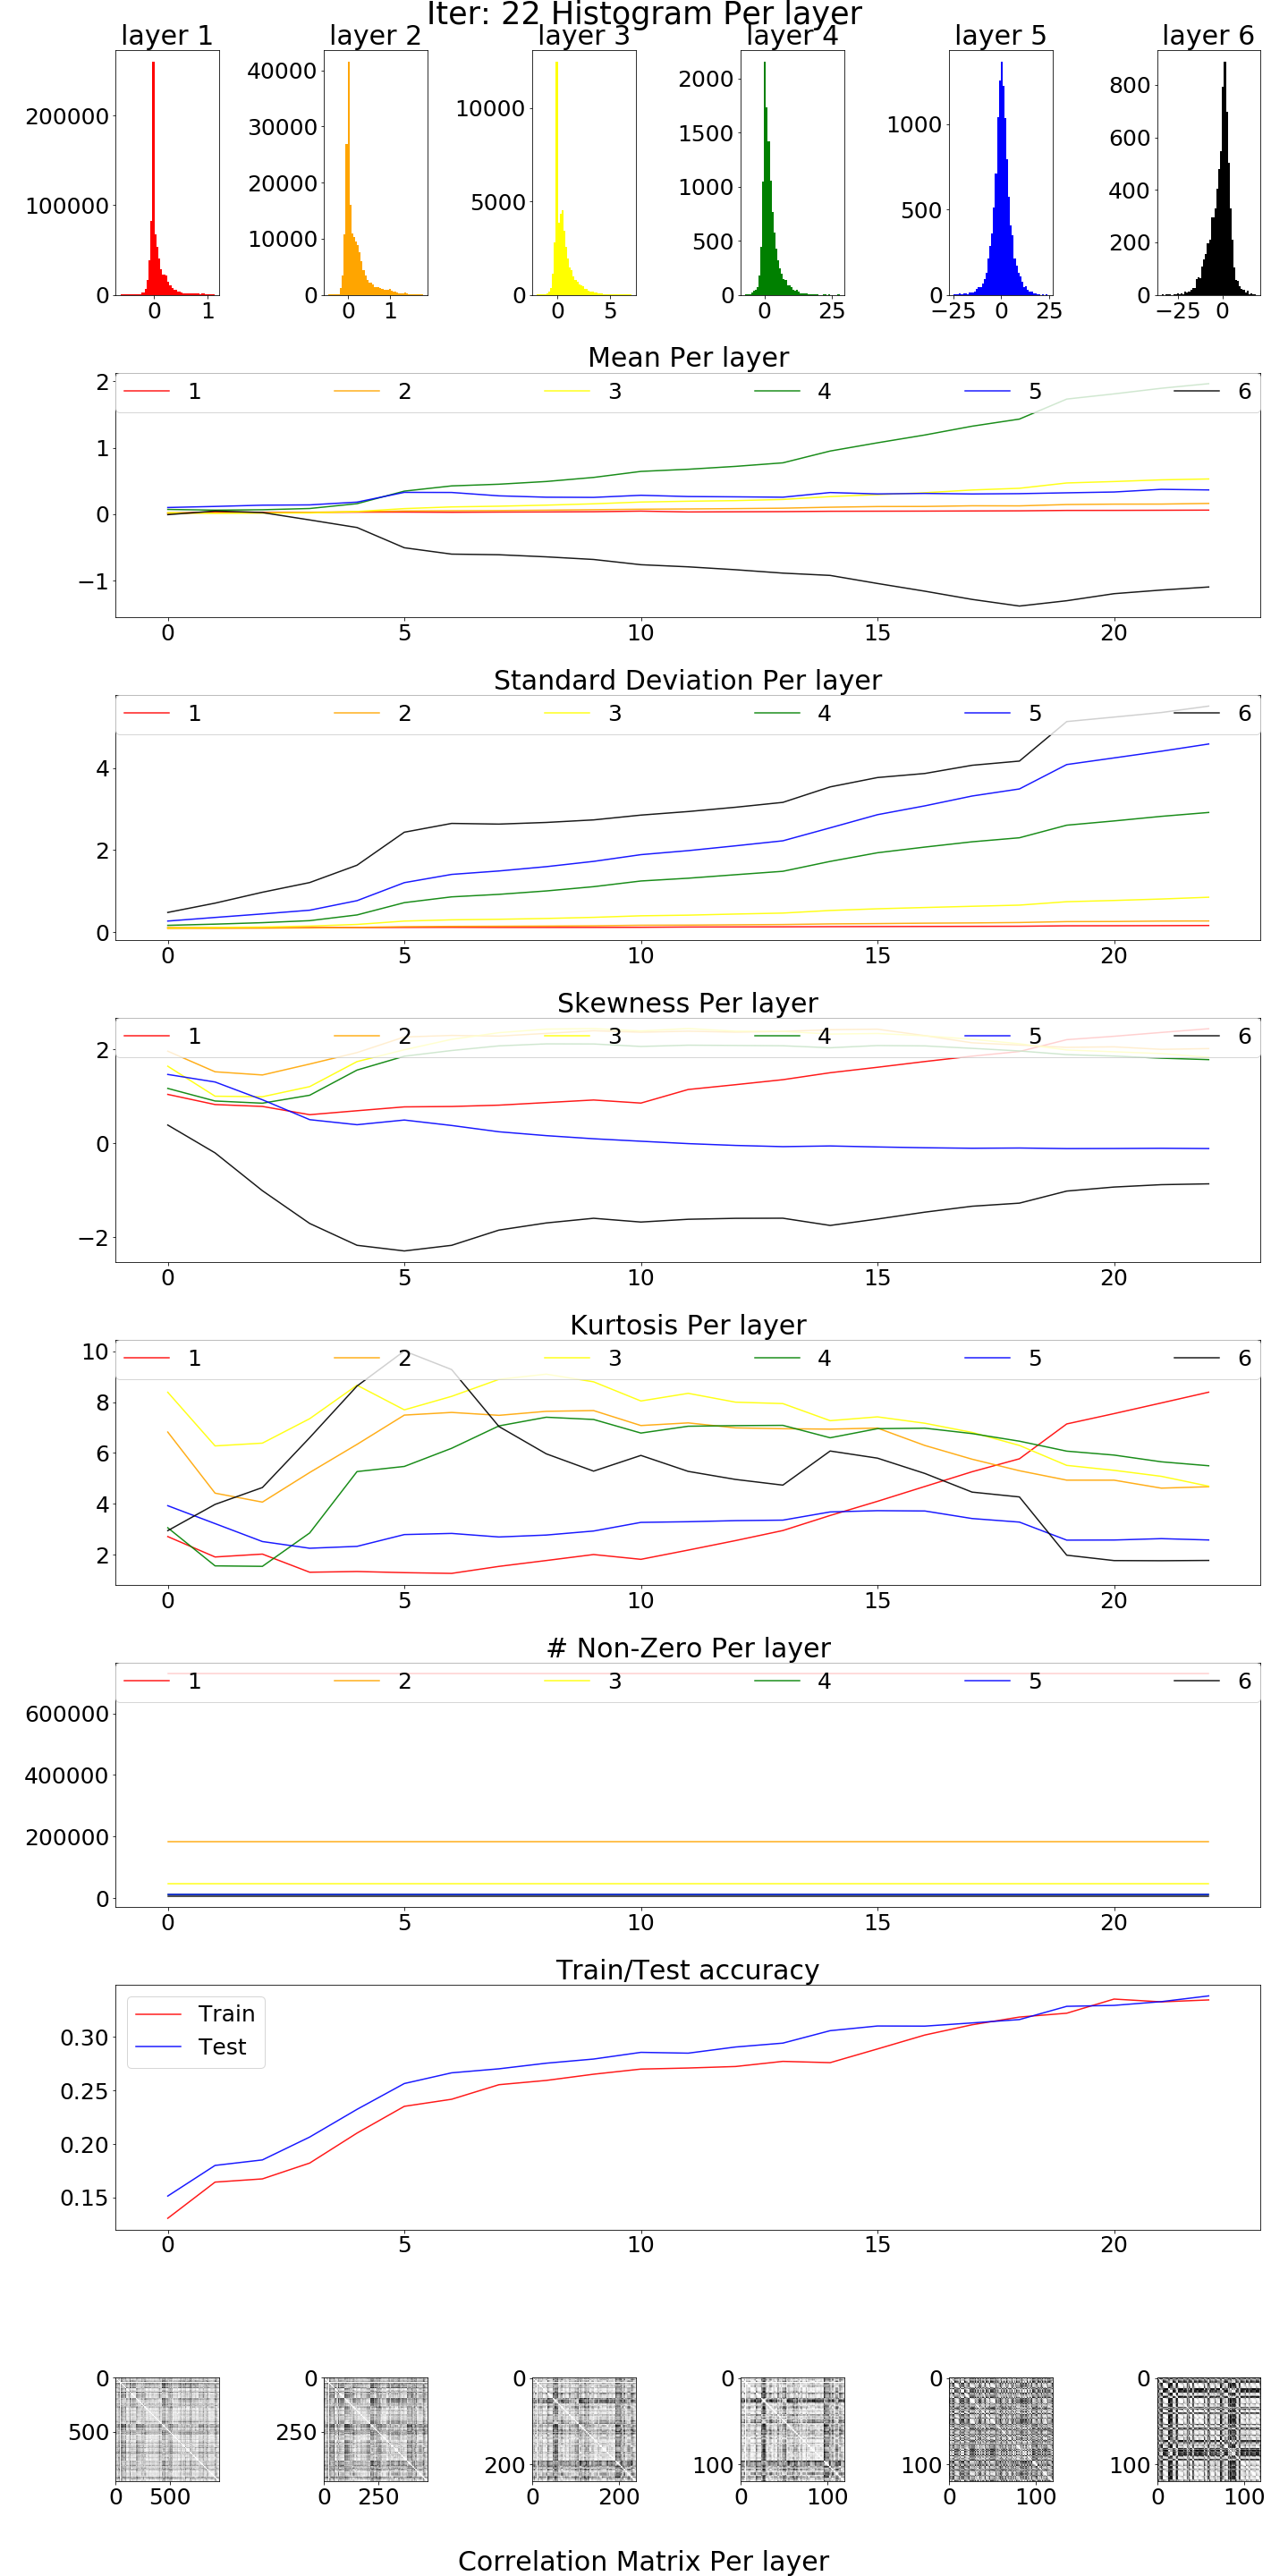 Iter: 22 Histogram Per layer
layer 1 layer 2 layer 3 layer 4 layer 5 layer 6
200000 100000 0
40000 30000 20000 10000 0
10000 5000 0
2000 1500 1000 500 0
1000 500 0
800 600 400 200 0
0 1 0 1 0 5 0 25 −25 0 25 −25 0
Mean Per layer
1 2 3 4 5 6
2
1
0
−1
0 5 10 15 20
Standard Deviation Per layer
1 2 3 4 5 6
4
2
0
0 5 10 15 20
Skewness Per layer
1 2 3 4 5 6
2
0
−2
0 5 10 15 20
Kurtosis Per layer
1 2 3 4 5 6
10
8
6
4
2
0 5 10 15 20
# Non-Zero Per layer
1 2 3 4 5 6
600000
400000
200000
0
0 5 10 15 20
Train/Test accuracy
Train
Test
0.30
0.25
0.20
0.15
0 5 10 15 20
0 0 0 0 0 0
500 250 200 100 100 100
0 500 0 250 0 200 0 100 0 100 0 100
Correlation Matrix Per layer